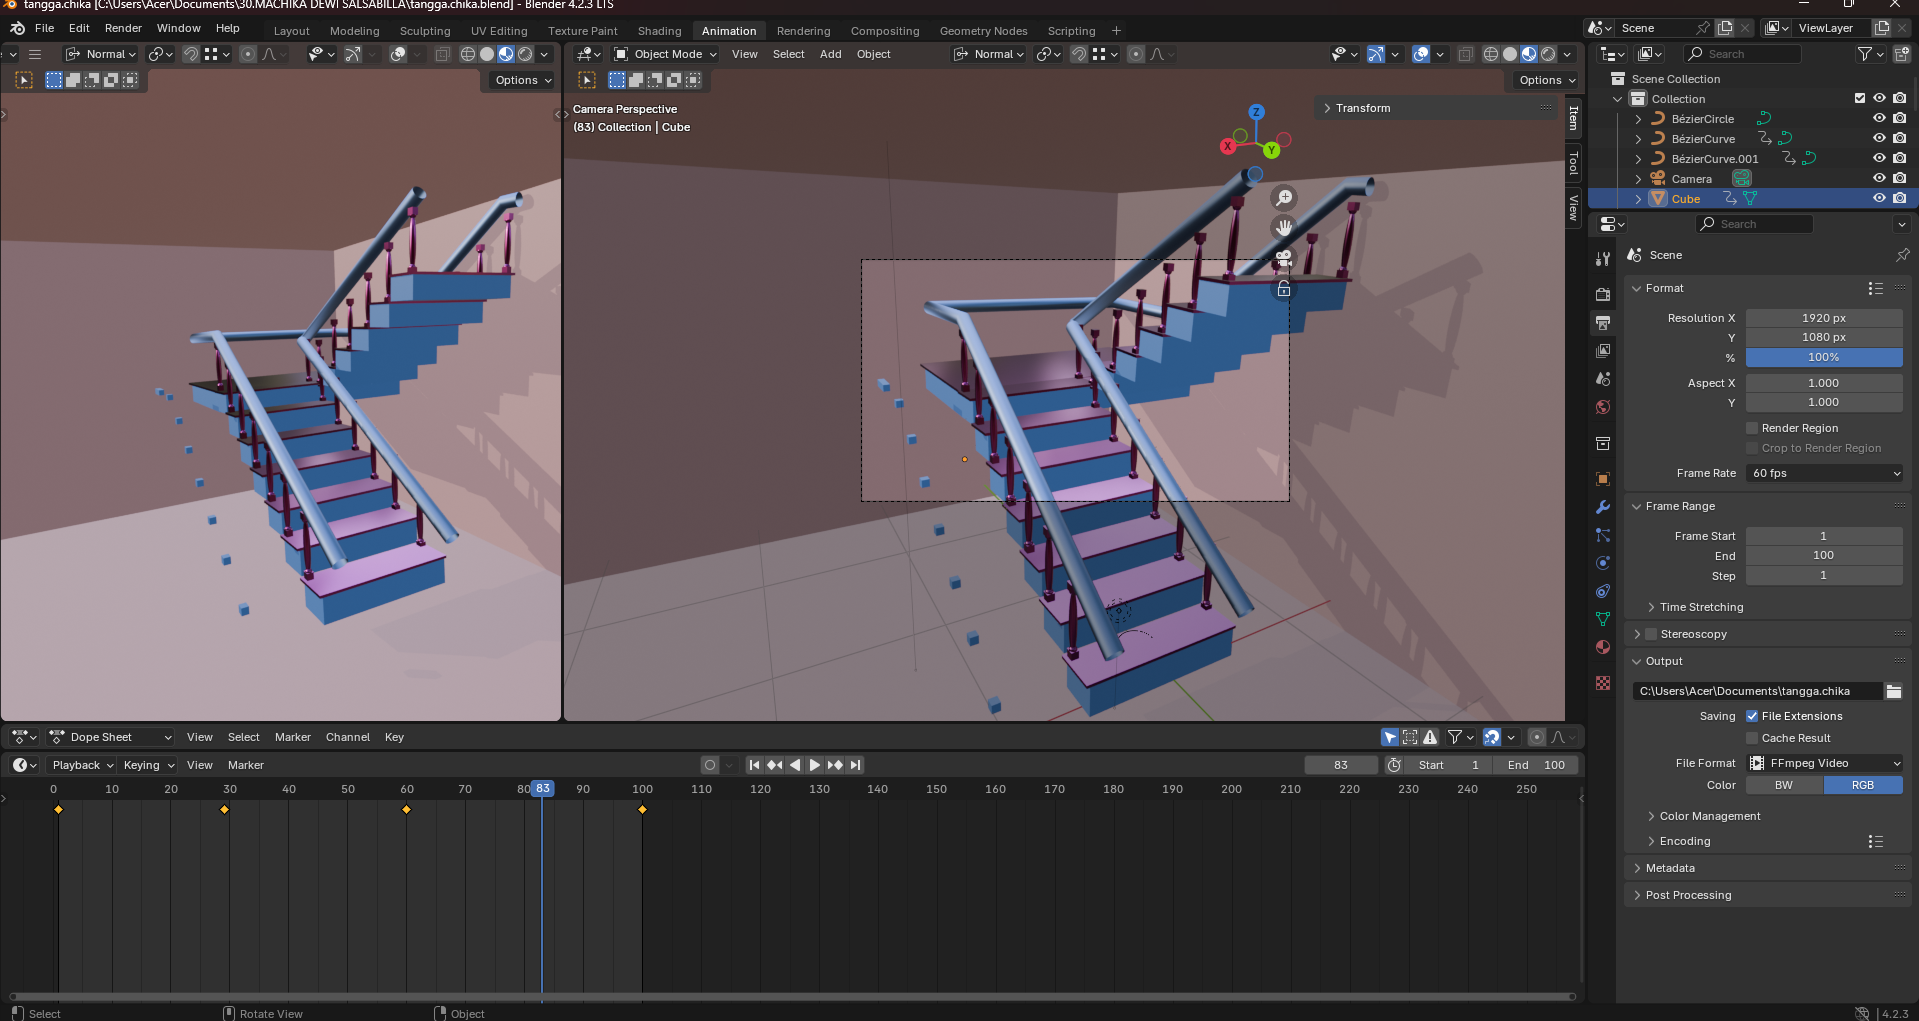 tangga.chika [C:\Users\Acer\Documents\30.MACHIKA DEWI SALSABILLA\tangga.chika.blend] - Blender 4.2.3 LTS
File Edit Render Window Help Layout Modeling Sculpting UV Editing Texture Paint Shading Animation Rendering Compositing Geometry Nodes Scripting + Scene ViewLayer
Normal Object Mode View Select Add Object Normal Search
Options Options
Scene Collection
Collection
BézierCircle
BézierCurve
BézierCurve.001
Camera
Cube
Camera Perspective
(83) Collection | Cube
Transform
Item
Tool
View
Z
X
Y
Search
Scene
Format
Resolution X 1920 px
Y 1080 px
% 100%
Aspect X 1.000
Y 1.000
Render Region
Crop to Render Region
Frame Rate 60 fps
Frame Range
Frame Start 1
End 100
Step 1
Time Stretching
Stereoscopy
Output
C:\Users\Acer\Documents\tangga.chika
Saving File Extensions
Cache Result
File Format FFmpeg Video
Color BW RGB
Color Management
Encoding
Metadata
Post Processing
Dope Sheet View Select Marker Channel Key
Playback Keying View Marker 83 Start 1 End 100
0 10 20 30 40 50 60 70 80 83 90 100 110 120 130 140 150 160 170 180 190 200 210 220 230 240 250
Select Rotate View Object 4.2.3